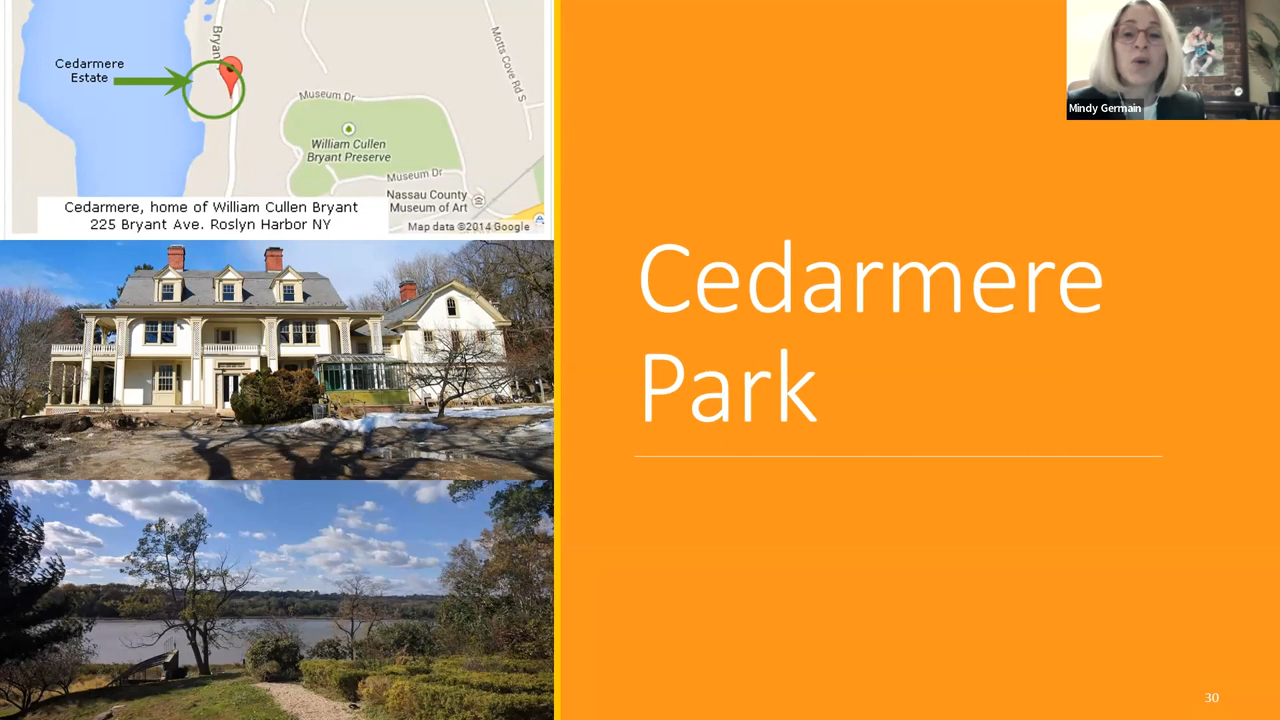 Cedarmere
Estate
Bryan
Motts Cove Rd S
Museum Dr
William Cullen
Bryant Preserve
Museum Dr
Nassau County
Museum of Art
Cedarmere, home of William Cullen Bryant
225 Bryant Ave. Roslyn Harbor NY
Map data ©2014 Google
Cedarmere
Park
Mindy Germain
30